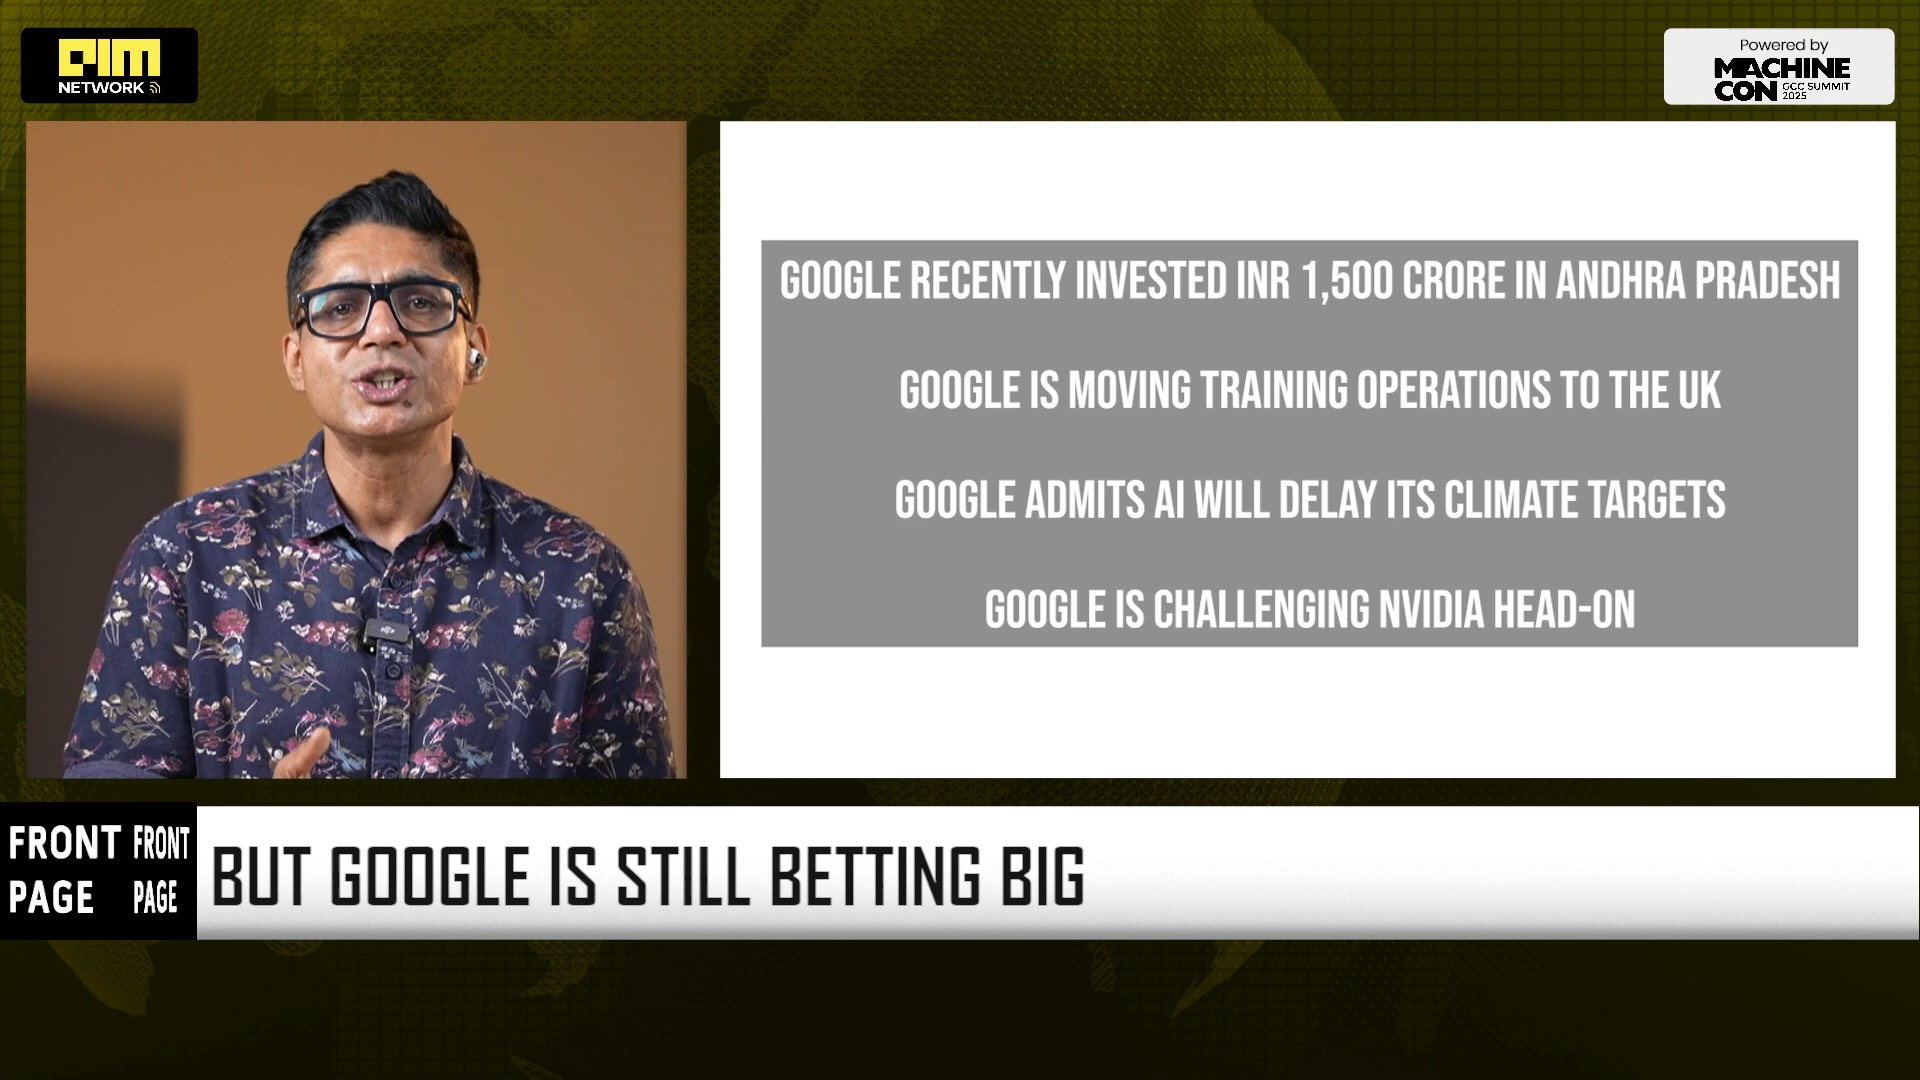 AIM
NETWORK
Powered by
MACHINE
CON GCC SUMMIT
2025
GOOGLE RECENTLY INVESTED INR 1,500 CRORE IN ANDHRA PRADESH
GOOGLE IS MOVING TRAINING OPERATIONS TO THE UK
GOOGLE ADMITS AI WILL DELAY ITS CLIMATE TARGETS
GOOGLE IS CHALLENGING NVIDIA HEAD-ON
FRONT FRONT
PAGE PAGE
BUT GOOGLE IS STILL BETTING BIG